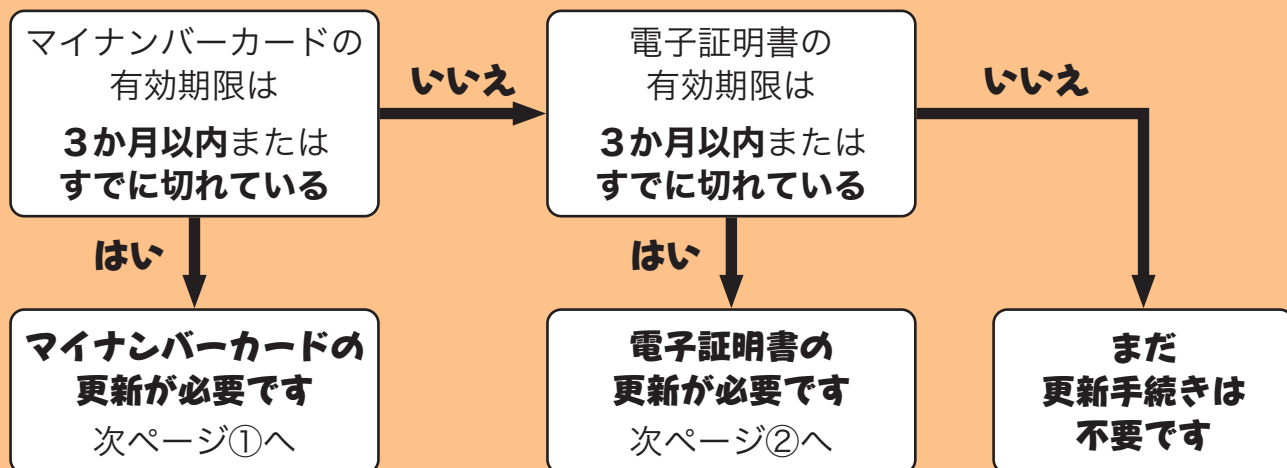 マイナンバーカードの
有効期限は
３か月以内または
すでに切れている
いいえ
電子証明書の
有効期限は
３か月以内または
すでに切れている
いいえ
はい
はい
マイナンバーカードの
更新が必要です
次ページ①へ
電子証明書の
更新が必要です
次ページ②へ
まだ
更新手続きは
不要です